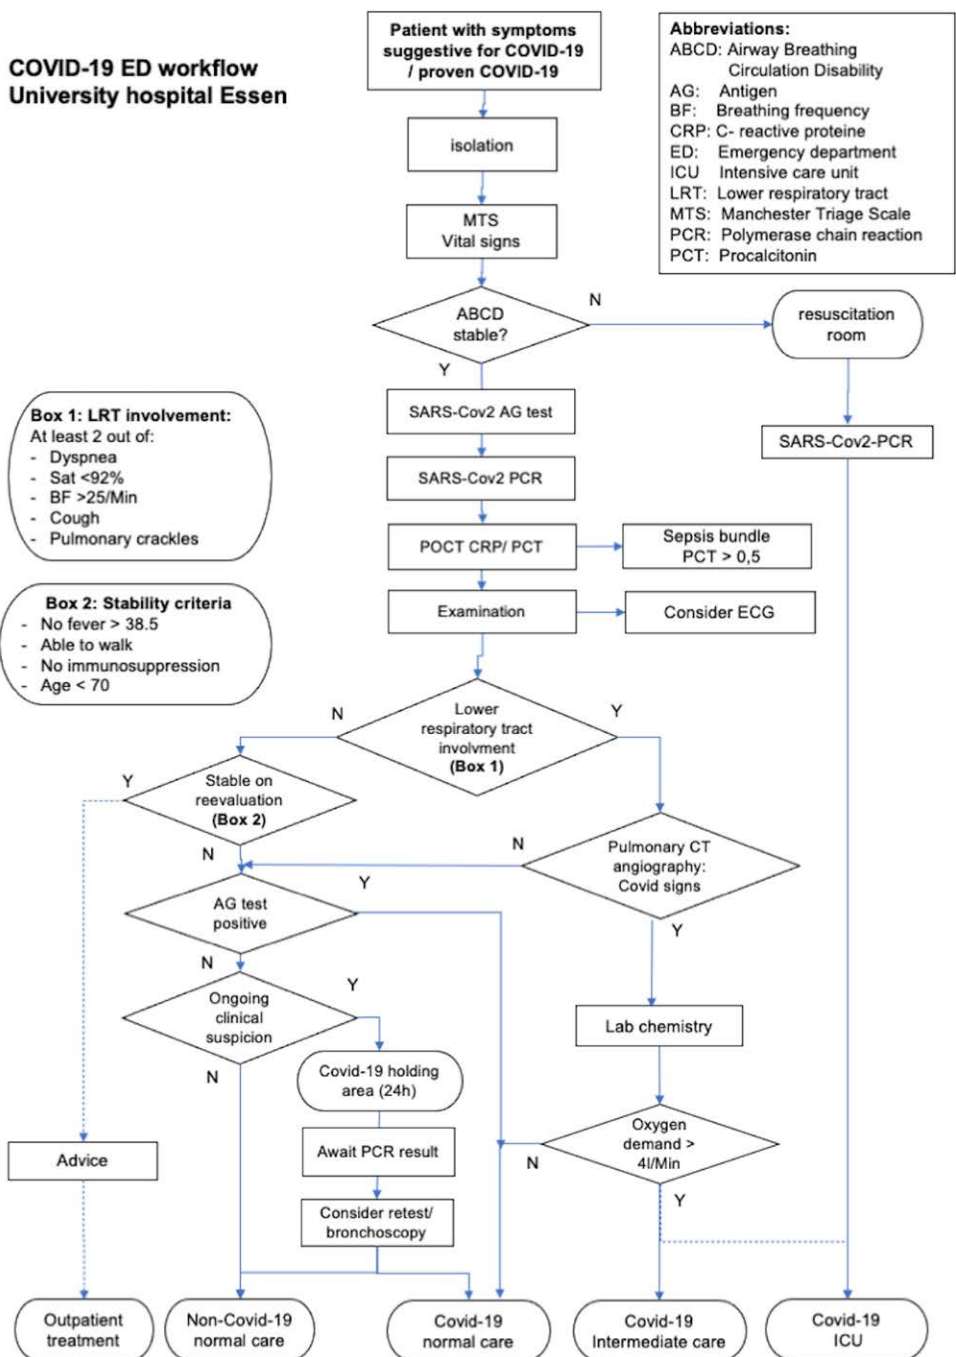 COVID-19 ED workflow
University hospital Essen
Patient with symptoms
suggestive for COVID-19
/ proven COVID-19
Abbreviations:
ABCD: Airway Breathing
Circulation Disability
AG: Antigen
BF: Breathing frequency
CRP: C- reactive proteine
ED: Emergency department
ICU Intensive care unit
LRT: Lower respiratory tract
MTS: Manchester Triage Scale
PCR: Polymerase chain reaction
PCT: Procalcitonin
isolation
MTS
Vital signs
ABCD
stable?
N
resuscitation
room
Y
SARS-Cov2 AG test
SARS-Cov2-PCR
SARS-Cov2 PCR
POCT CRP/ PCT
Sepsis bundle
PCT > 0,5
Examination
Consider ECG
Box 1: LRT involvement:
At least 2 out of:
- Dyspnea
- Sat <92%
- BF >25/Min
- Cough
- Pulmonary crackles
Box 2: Stability criteria
- No fever > 38.5
- Able to walk
- No immunosuppression
- Age < 70
Lower
respiratory tract
involvment
(Box 1)
N
Y
Stable on
reevaluation
(Box 2)
Y
N
Pulmonary CT
angiography:
Covid signs
N
Y
AG test
positive
Y
N
Ongoing
clinical
suspicion
Y
N
Lab chemistry
Covid-19 holding
area (24h)
Await PCR result
Consider retest/
bronchoscopy
Oxygen
demand >
4l/Min
N
Y
Advice
Outpatient
treatment
Non-Covid-19
normal care
Covid-19
normal care
Covid-19
Intermediate care
Covid-19
ICU